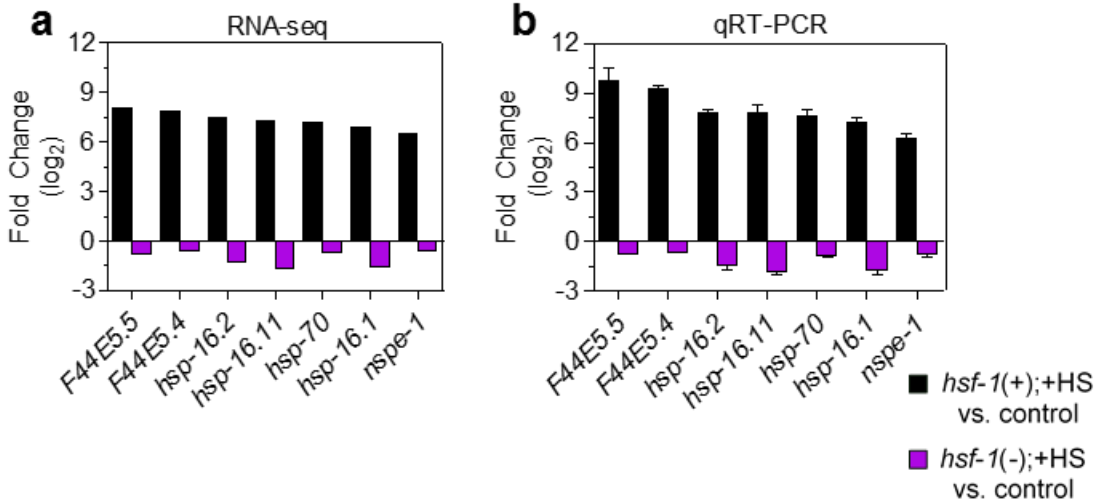 a
RNA-seq
Fold Change
(log2)
12
9
6
3
0
-3
F44E5.5
F44E5.4
hsp-16.2
hsp-16.11
hsp-70
hsp-16.1
nspe-1
b
qRT-PCR
Fold Change
(log2)
12
9
6
3
0
-3
F44E5.5
F44E5.4
hsp-16.2
hsp-16.11
hsp-70
hsp-16.1
nspe-1
hsf-1(+);+HS
vs. control
hsf-1(-);+HS
vs. control